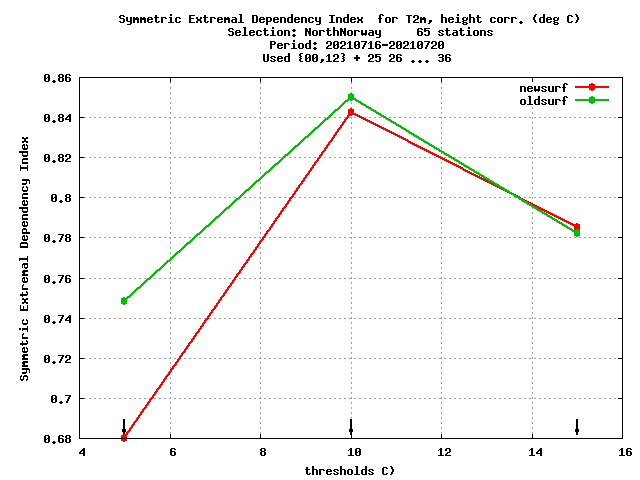 Symmetric Extremal Dependency Index for T2m, height corr. (deg C)
Selection: NorthNorway 65 stations
Period: 20210716-20210720
Used {00,12} + 25 26 ... 36
newsurf
oldsurf
Symmetric Extremal Dependency Index
0.86
0.84
0.82
0.8
0.78
0.76
0.74
0.72
0.7
0.68
4 6 8 10 12 14 16
thresholds C)